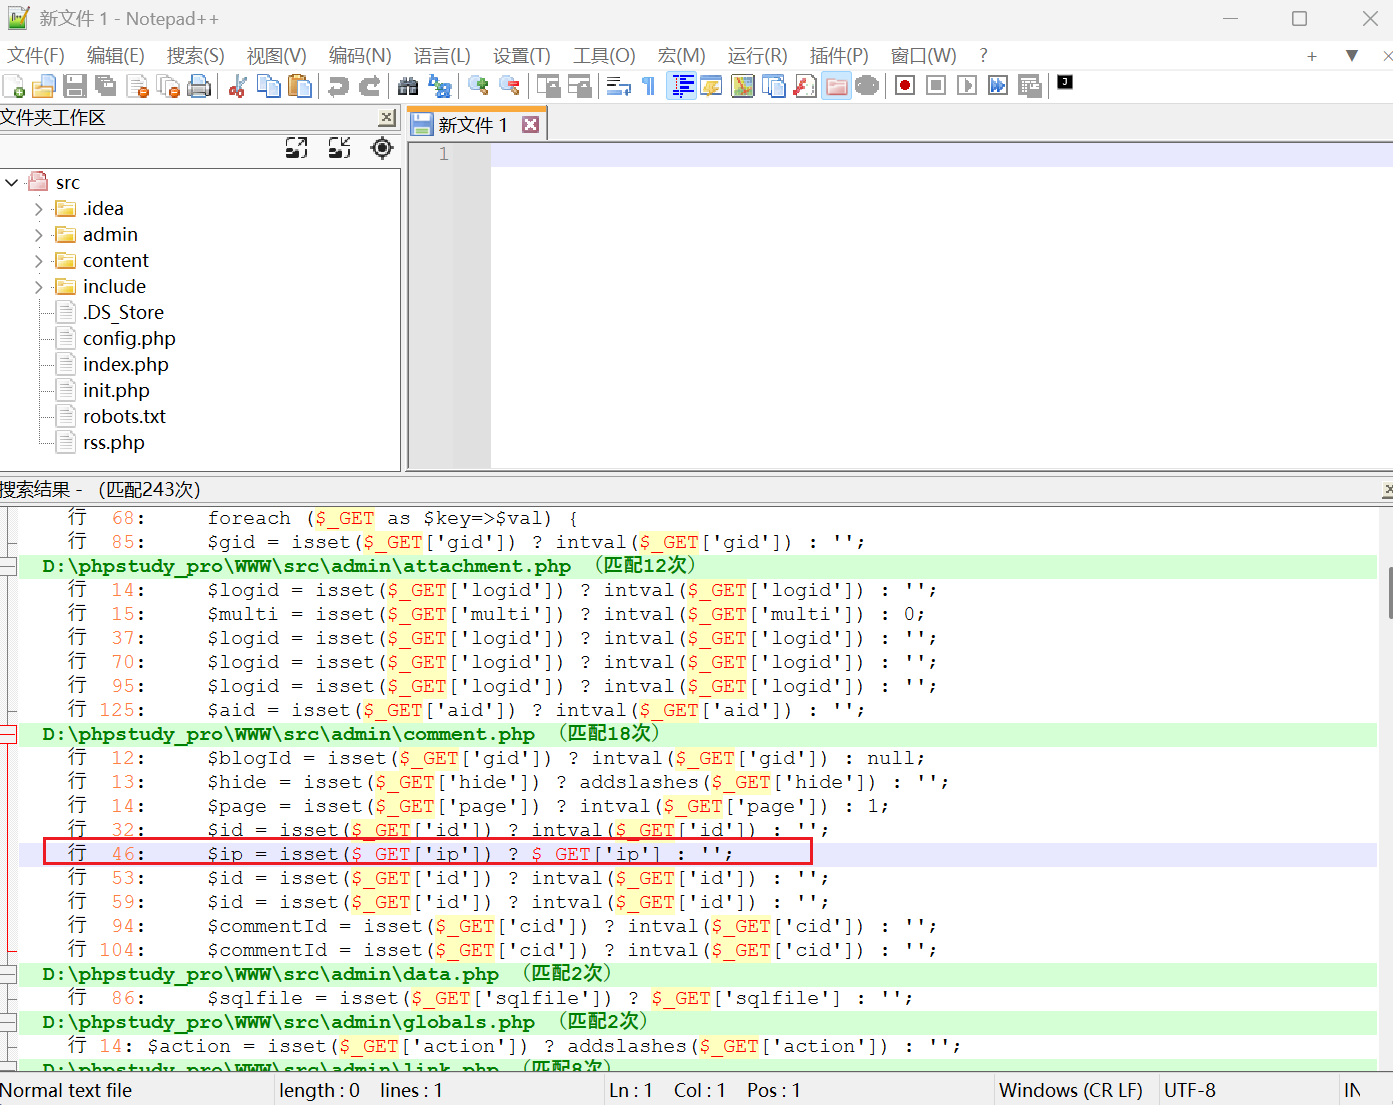 新文件 1 - Notepad++
文件(F) 编辑(E) 搜索(S) 视图(V) 编码(N) 语言(L) 设置(T) 工具(O) 宏(M) 运行(R) 插件(P) 窗口(W) ?
文件夹工作区
新文件 1
1
src
.idea
admin
content
include
.DS_Store
config.php
index.php
init.php
robots.txt
rss.php
搜索结果 - （匹配243次）
行 68: foreach ($_GET as $key=>$val) {
行 85: $gid = isset($_GET['gid']) ? intval($_GET['gid']) : '';
D:\phpstudy_pro\WWW\src\admin\attachment.php （匹配12次）
行 14: $logid = isset($_GET['logid']) ? intval($_GET['logid']) : '';
行 15: $multi = isset($_GET['multi']) ? intval($_GET['multi']) : 0;
行 37: $logid = isset($_GET['logid']) ? intval($_GET['logid']) : '';
行 70: $logid = isset($_GET['logid']) ? intval($_GET['logid']) : '';
行 95: $logid = isset($_GET['logid']) ? intval($_GET['logid']) : '';
行 125: $aid = isset($_GET['aid']) ? intval($_GET['aid']) : '';
D:\phpstudy_pro\WWW\src\admin\comment.php （匹配18次）
行 12: $blogId = isset($_GET['gid']) ? intval($_GET['gid']) : null;
行 13: $hide = isset($_GET['hide']) ? addslashes($_GET['hide']) : '';
行 14: $page = isset($_GET['page']) ? intval($_GET['page']) : 1;
行 32: $id = isset($_GET['id']) ? intval($_GET['id']) : '';
行 46: $ip = isset($_GET['ip']) ? $_GET['ip'] : '';
行 53: $id = isset($_GET['id']) ? intval($_GET['id']) : '';
行 59: $id = isset($_GET['id']) ? intval($_GET['id']) : '';
行 94: $commentId = isset($_GET['cid']) ? intval($_GET['cid']) : '';
行 104: $commentId = isset($_GET['cid']) ? intval($_GET['cid']) : '';
D:\phpstudy_pro\WWW\src\admin\data.php （匹配2次）
行 86: $sqlfile = isset($_GET['sqlfile']) ? $_GET['sqlfile'] : '';
D:\phpstudy_pro\WWW\src\admin\globals.php （匹配2次）
行 14: $action = isset($_GET['action']) ? addslashes($_GET['action']) : '';
D:\phpstudy_pro\WWW\src\admin\link.php （匹配8次）
Normal text file length : 0 lines : 1 Ln : 1 Col : 1 Pos : 1 Windows (CR LF) UTF-8 IN